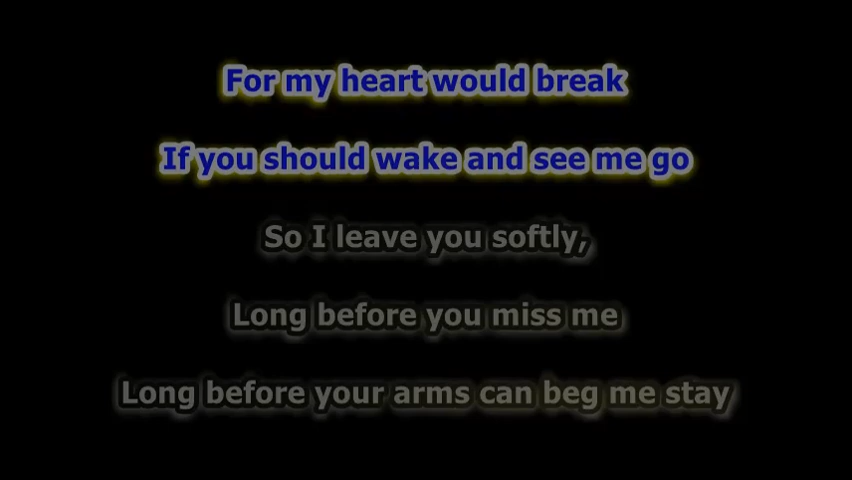 For my heart would break
If you should wake and see me go
So I leave you softly,
Long before you miss me
Long before your arms can beg me stay